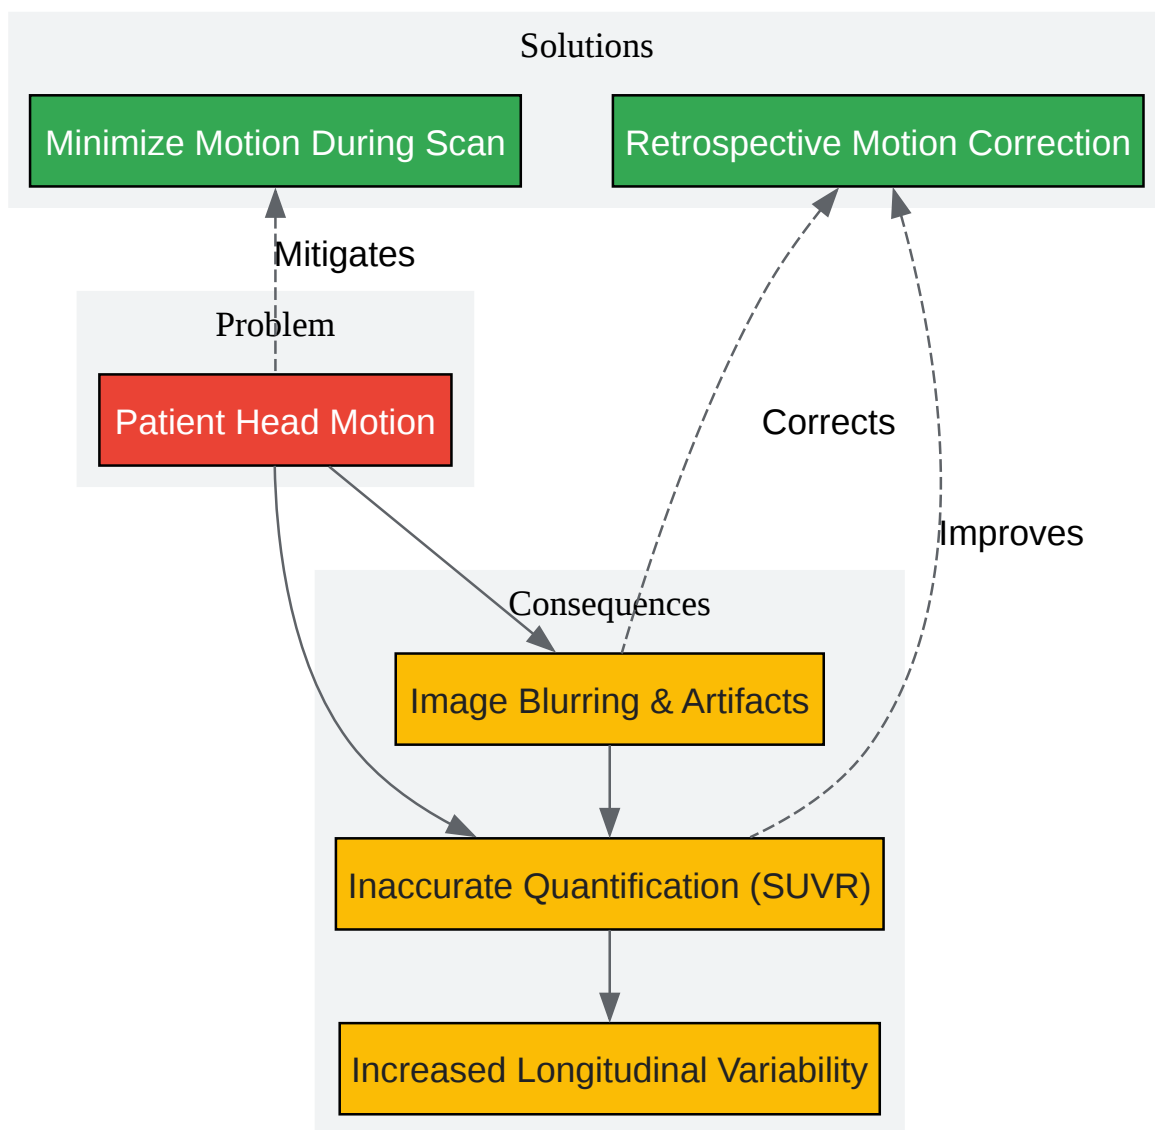 Solutions
Minimize Motion During Scan
Retrospective Motion Correction
Mitigates
Problem
Patient Head Motion
Corrects
Improves
Consequences
Image Blurring & Artifacts
Inaccurate Quantification (SUVR)
Increased Longitudinal Variability